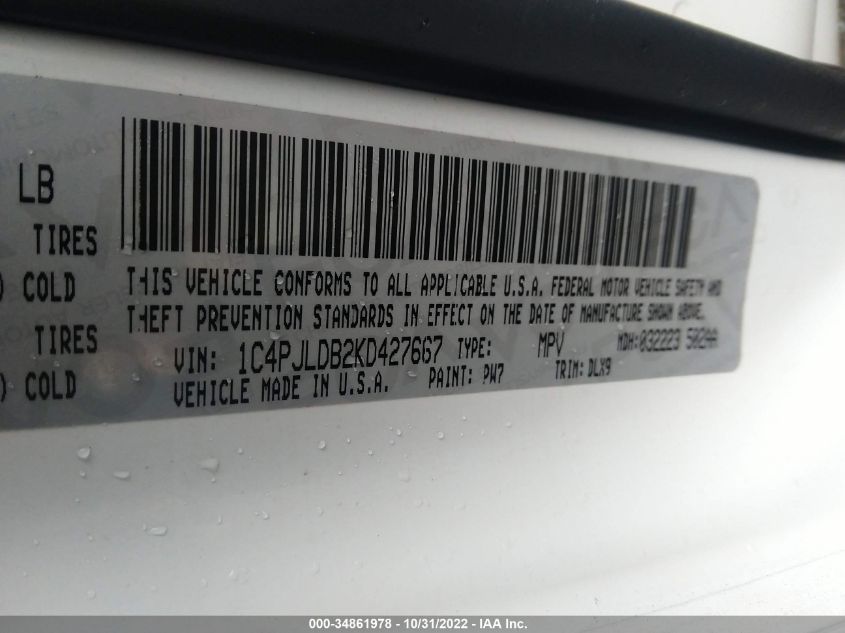 LB
TIRES
) COLD
TIRES
) COLD
THIS VEHICLE CONFORMS TO ALL APPLICABLE U.S.A. FEDERAL MOTOR VEHICLE SAFETY AND
THEFT PREVENTION STANDARDS IN EFFECT ON THE DATE OF MANUFACTURE SHOWN ABOVE.
VIN: 1C4PJLDB2KD427667 TYPE: MPV MDH:032223 502AA
VEHICLE MADE IN U.S.A. PAINT: PW7 TRIM: DLX9
000-34861978 - 10/31/2022 - IAA Inc.